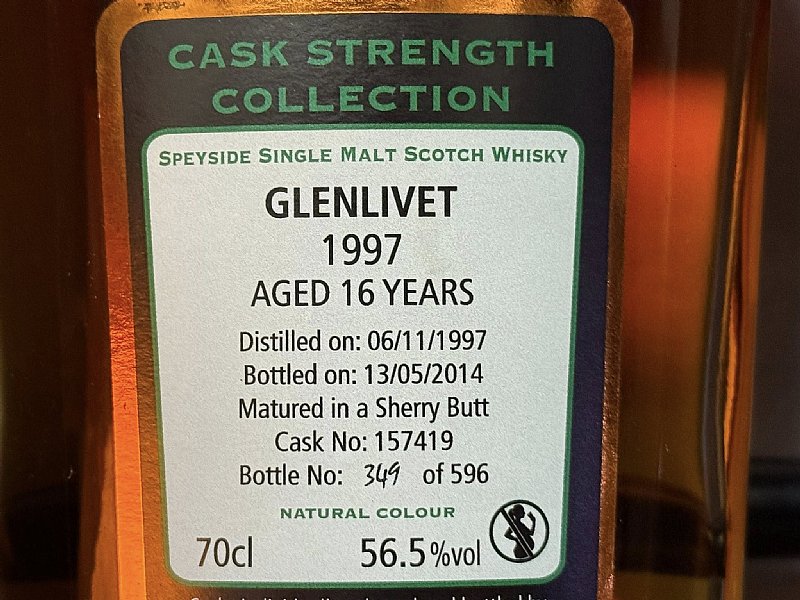 CASK STRENGTH
COLLECTION
SPEYSIDE SINGLE MALT SCOTCH WHISKY
GLENLIVET
1997
AGED 16 YEARS
Distilled on: 06/11/1997
Bottled on: 13/05/2014
Matured in a Sherry Butt
Cask No: 157419
Bottle No: 349 of 596
NATURAL COLOUR
70cl 56.5%vol